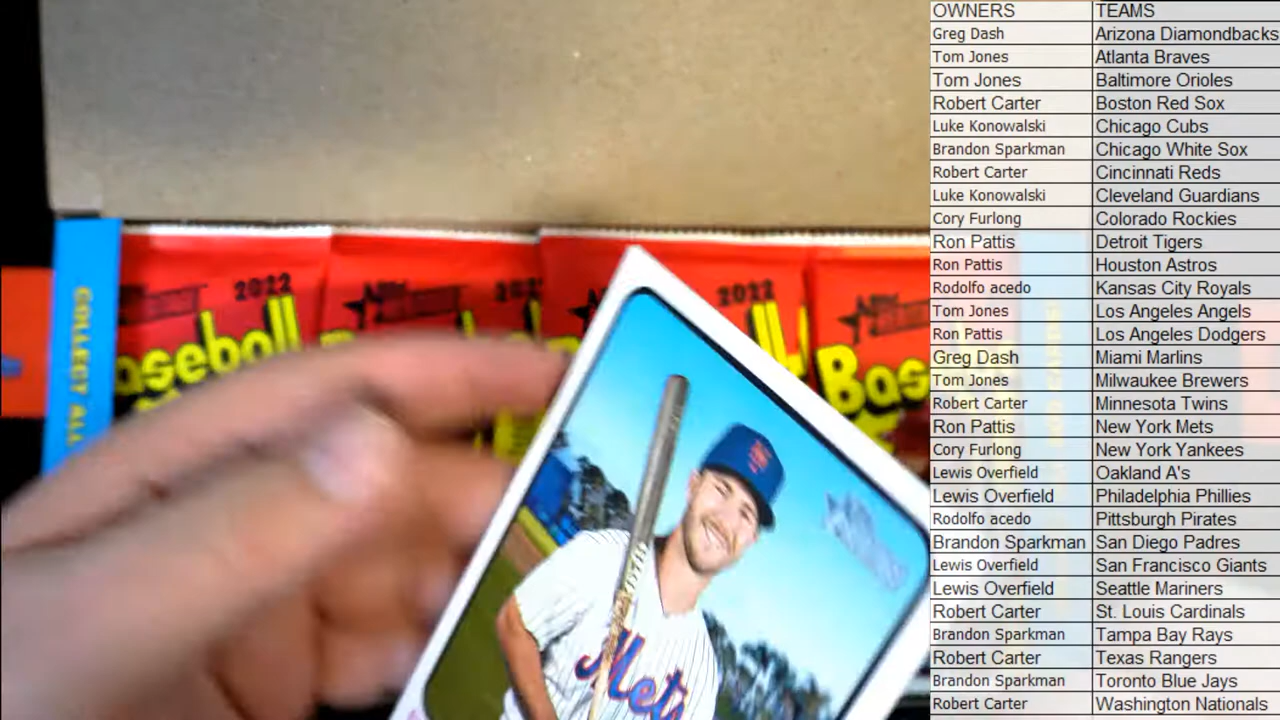 OWNERS TEAMS
Greg Dash Arizona Diamondbacks
Tom Jones Atlanta Braves
Tom Jones Baltimore Orioles
Robert Carter Boston Red Sox
Luke Konowalski Chicago Cubs
Brandon Sparkman Chicago White Sox
Robert Carter Cincinnati Reds
Luke Konowalski Cleveland Guardians
Cory Furlong Colorado Rockies
Ron Pattis Detroit Tigers
Ron Pattis Houston Astros
Rodolfo acedo Kansas City Royals
Tom Jones Los Angeles Angels
Ron Pattis Los Angeles Dodgers
Greg Dash Miami Marlins
Tom Jones Milwaukee Brewers
Robert Carter Minnesota Twins
Ron Pattis New York Mets
Cory Furlong New York Yankees
Lewis Overfield Oakland A's
Lewis Overfield Philadelphia Phillies
Rodolfo acedo Pittsburgh Pirates
Brandon Sparkman San Diego Padres
Lewis Overfield San Francisco Giants
Lewis Overfield Seattle Mariners
Robert Carter St. Louis Cardinals
Brandon Sparkman Tampa Bay Rays
Robert Carter Texas Rangers
Brandon Sparkman Toronto Blue Jays
Robert Carter Washington Nationals
COLLECT ALL
2022
aseball
2022
Bas
Mets